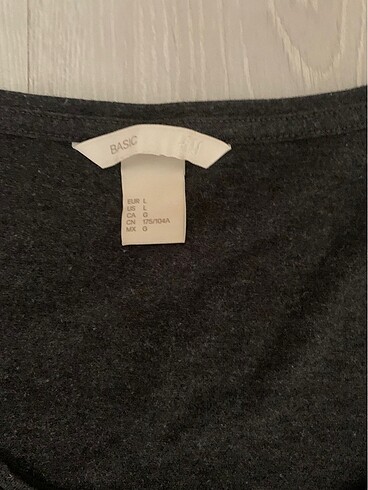 BASIC
EUR L
US L
CA G
CN 175/104A
MX G